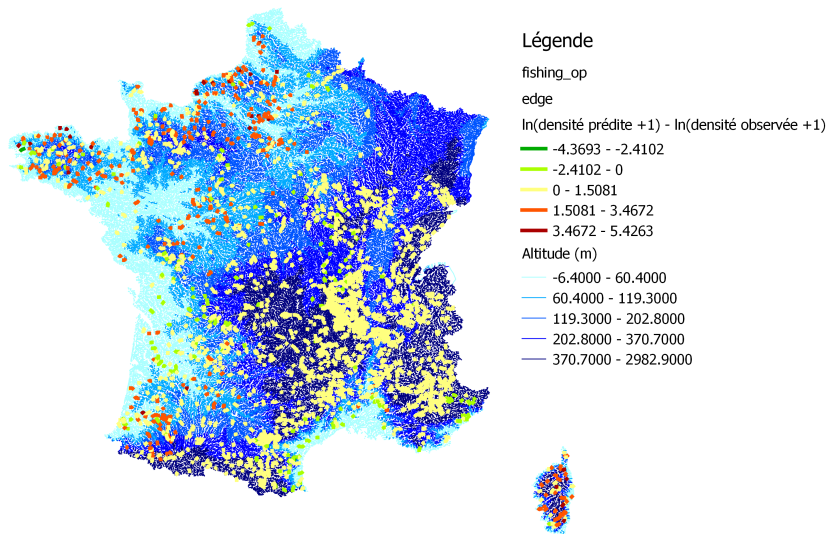 Légende
fishing_op
edge
ln(densité prédite +1) - ln(densité observée +1)
-4.3693 - -2.4102
-2.4102 - 0
0 - 1.5081
1.5081 - 3.4672
3.4672 - 5.4263
Altitude (m)
-6.4000 - 60.4000
60.4000 - 119.3000
119.3000 - 202.8000
202.8000 - 370.7000
370.7000 - 2982.9000